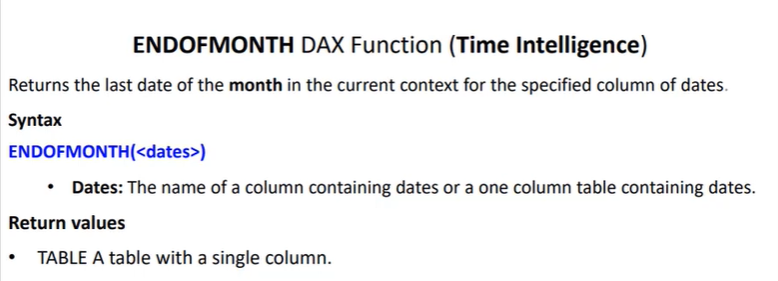 ENDOFMONTH DAX Function (Time Intelligence)
Returns the last date of the month in the current context for the specified column of dates.
Syntax
ENDOFMONTH(<dates>)
• Dates: The name of a column containing dates or a one column table containing dates.
Return values
• TABLE A table with a single column.